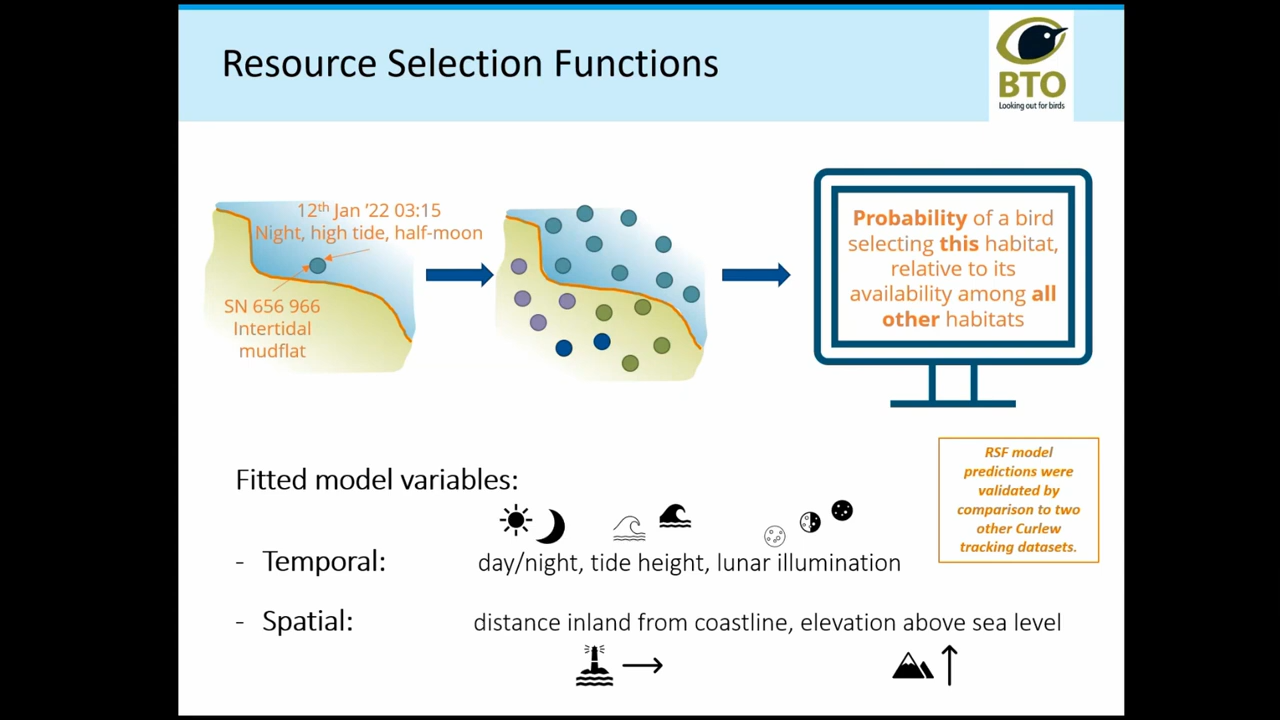 Resource Selection Functions
BTO
Looking out for birds
12th Jan ’22 03:15
Night, high tide, half-moon
SN 656 966
Intertidal
mudflat
Probability of a bird
selecting this habitat,
relative to its
availability among all
other habitats
RSF model
predictions were
validated by
comparison to two
other Curlew
tracking datasets.
Fitted model variables:
- Temporal: day/night, tide height, lunar illumination
- Spatial: distance inland from coastline, elevation above sea level